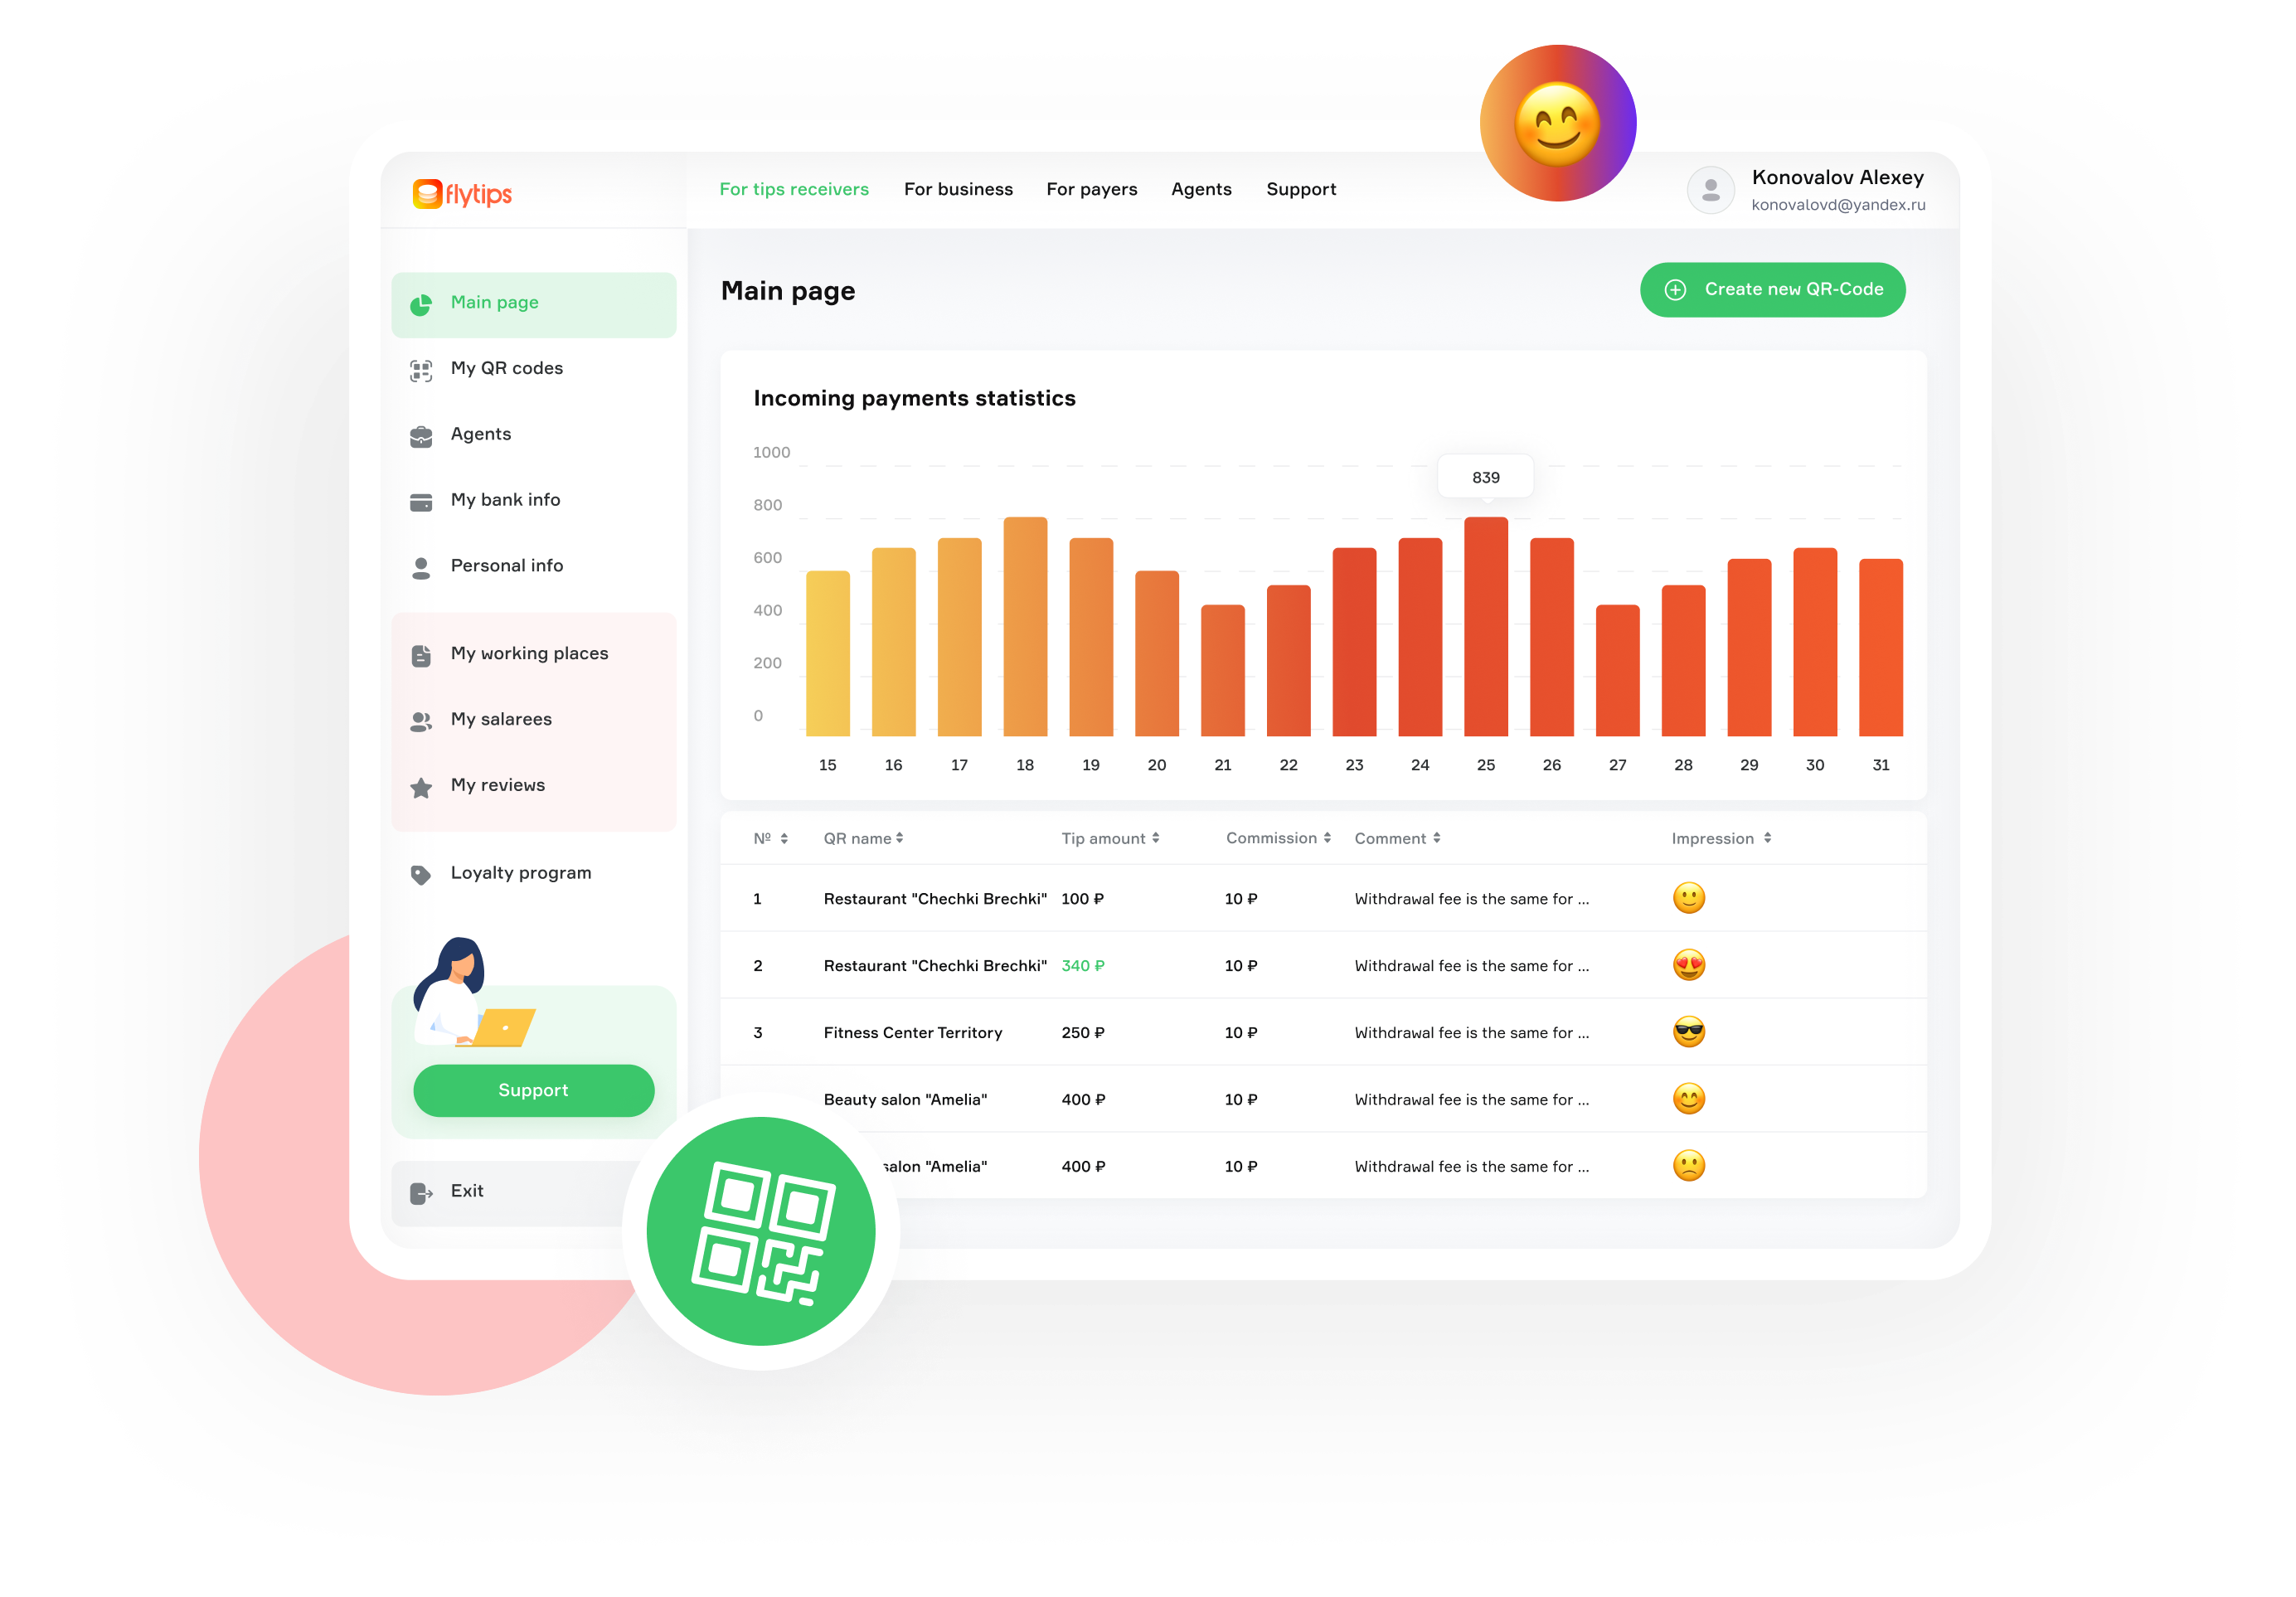 flytips
For tips receivers For business For payers Agents Support
Konovalov Alexey
konovalovd@yandex.ru
Main page
My QR codes
Agents
My bank info
Personal info
My working places
My salarees
My reviews
Loyalty program
Support
Exit
Main page
Create new QR-Code
Incoming payments statistics
1000
800
600
400
200
0
839
15 16 17 18 19 20 21 22 23 24 25 26 27 28 29 30 31
№ QR name Tip amount Commission Comment Impression
1 Restaurant "Chechki Brechki" 100 ₽ 10 ₽ Withdrawal fee is the same for ...
2 Restaurant "Chechki Brechki" 340 ₽ 10 ₽ Withdrawal fee is the same for ...
3 Fitness Center Territory 250 ₽ 10 ₽ Withdrawal fee is the same for ...
Beauty salon "Amelia" 400 ₽ 10 ₽ Withdrawal fee is the same for ...
salon "Amelia" 400 ₽ 10 ₽ Withdrawal fee is the same for ...